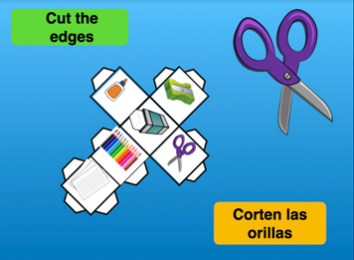 Cut the
edges
Corten las
orillas